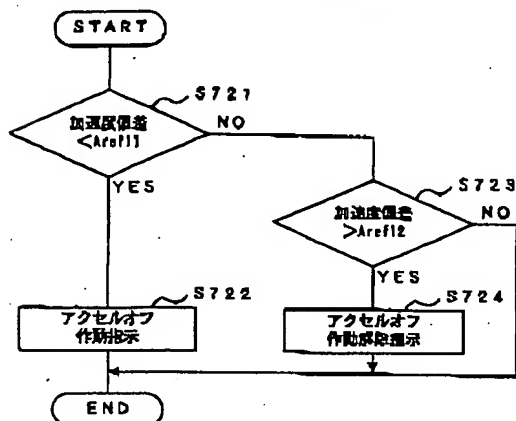 START
S721
加速度偏差
<Aref11
NO
YES
S723
加速度偏差
>Aref12
NO
YES
S722
アクセルオフ
作動指示
S724
アクセルオフ
作動解除指示
END